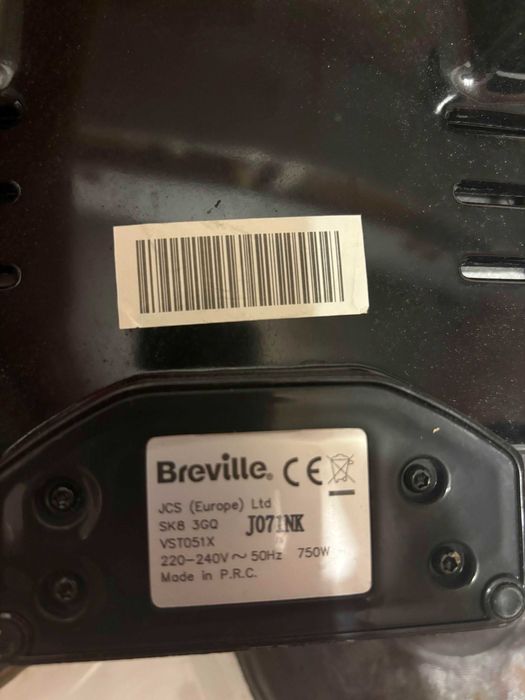 Breville®
CE
JCS (Europe) Ltd
SK8 3GQ J071NK
VST051X
220-240V ~ 50Hz 750W
Made in P.R.C.